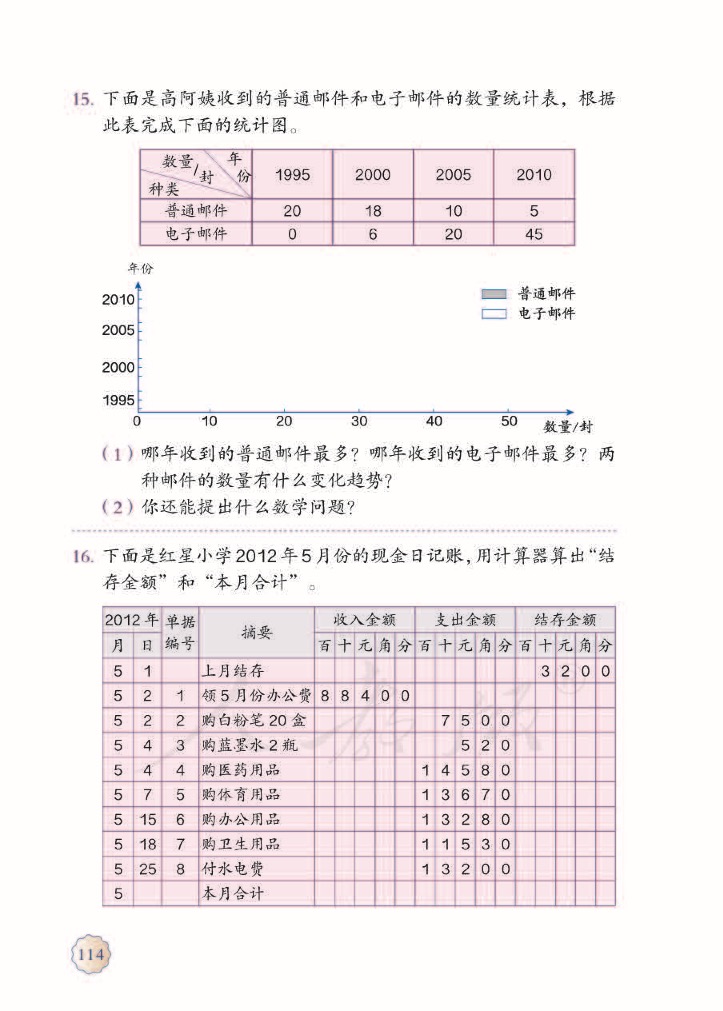 15. 下面是高阿姨收到的普通邮件和电子邮件的数量统计表，根据
此表完成下面的统计图。
数量/封 年份 种类 1995 2000 2005 2010
普通邮件 20 18 10 5
电子邮件 0 6 20 45
年份
2010
2005
2000
1995
普通邮件
电子邮件
0 10 20 30 40 50 数量/封
（1）哪年收到的普通邮件最多？哪年收到的电子邮件最多？两
种邮件的数量有什么变化趋势？
（2）你还能提出什么数学问题？
16. 下面是红星小学2012年5月份的现金日记账，用计算器算出“结
存金额”和“本月合计”。
2012年 单据编号 摘要 收入金额 支出金额 结存金额
月 日 百 十 元 角 分 百 十 元 角 分 百 十 元 角 分
5 1 上月结存 3 2 0 0
5 2 1 领5月份办公费 8 8 4 0 0
5 2 2 购白粉笔20盒 7 5 0 0
5 4 3 购蓝墨水2瓶 5 2 0
5 4 4 购医药用品 1 4 5 8 0
5 7 5 购体育用品 1 3 6 7 0
5 15 6 购办公用品 1 3 2 8 0
5 18 7 购卫生用品 1 1 5 3 0
5 25 8 付水电费 1 3 2 0 0
5 本月合计
114